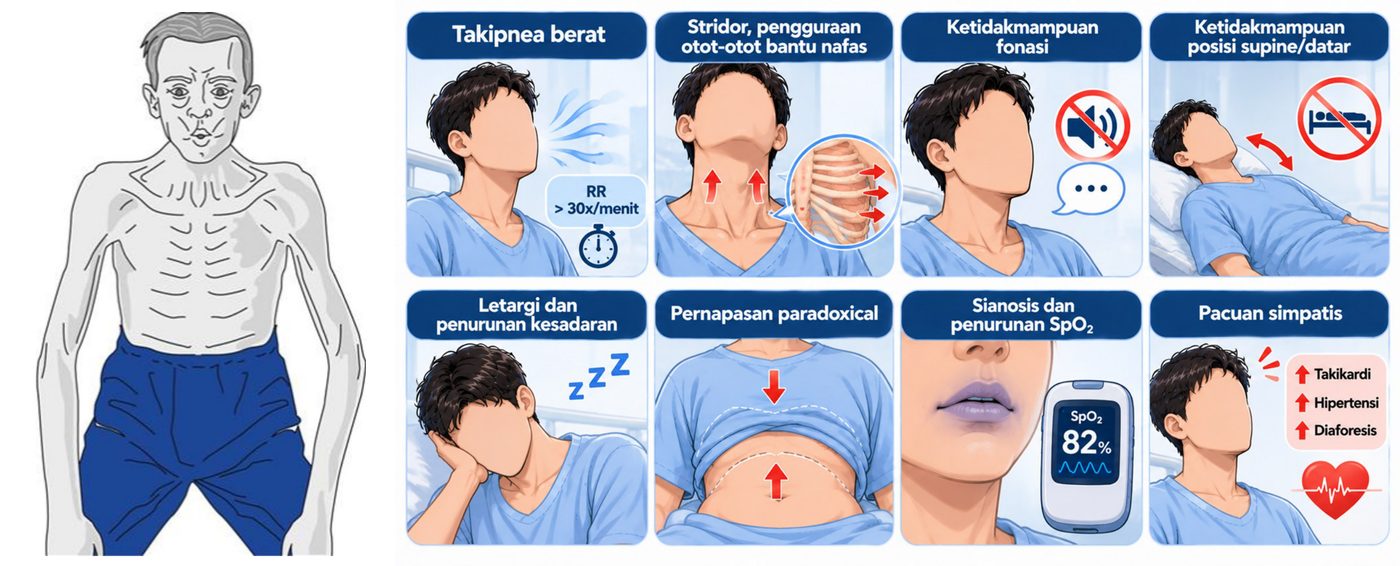 Takipnea berat
RR
> 30x/menit
Stridor, pengguraan
otot-otot bantu nafas
Ketidakmampuan
fonasi
Ketidakmampuan
posisi supine/datar
Letargi dan
penurunan kesadaran
z z z
Pernapasan paradoxical
Sianosis dan
penurunan SpO₂
SpO₂
82%
Pacuan simpatis
Takikardi
Hipertensi
Diaforesis